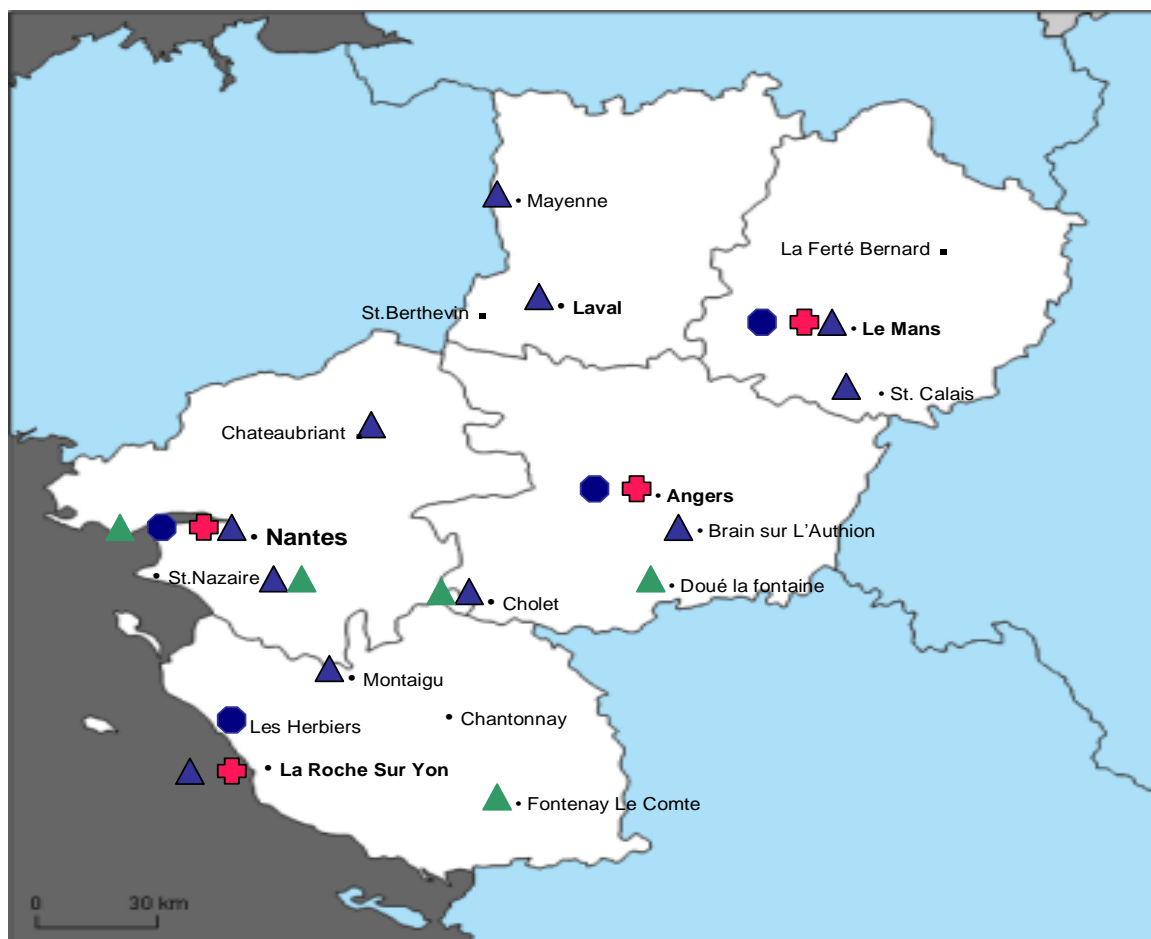 Mayenne
La Ferté Bernard
St.Berthevin
Laval
Le Mans
St. Calais
Chateaubriant
Angers
Nantes
Brain sur L'Authion
St.Nazaire
Doué la fontaine
Cholet
Montaigu
Les Herbiers
Chantonnay
La Roche Sur Yon
Fontenay Le Comte
0 30 km